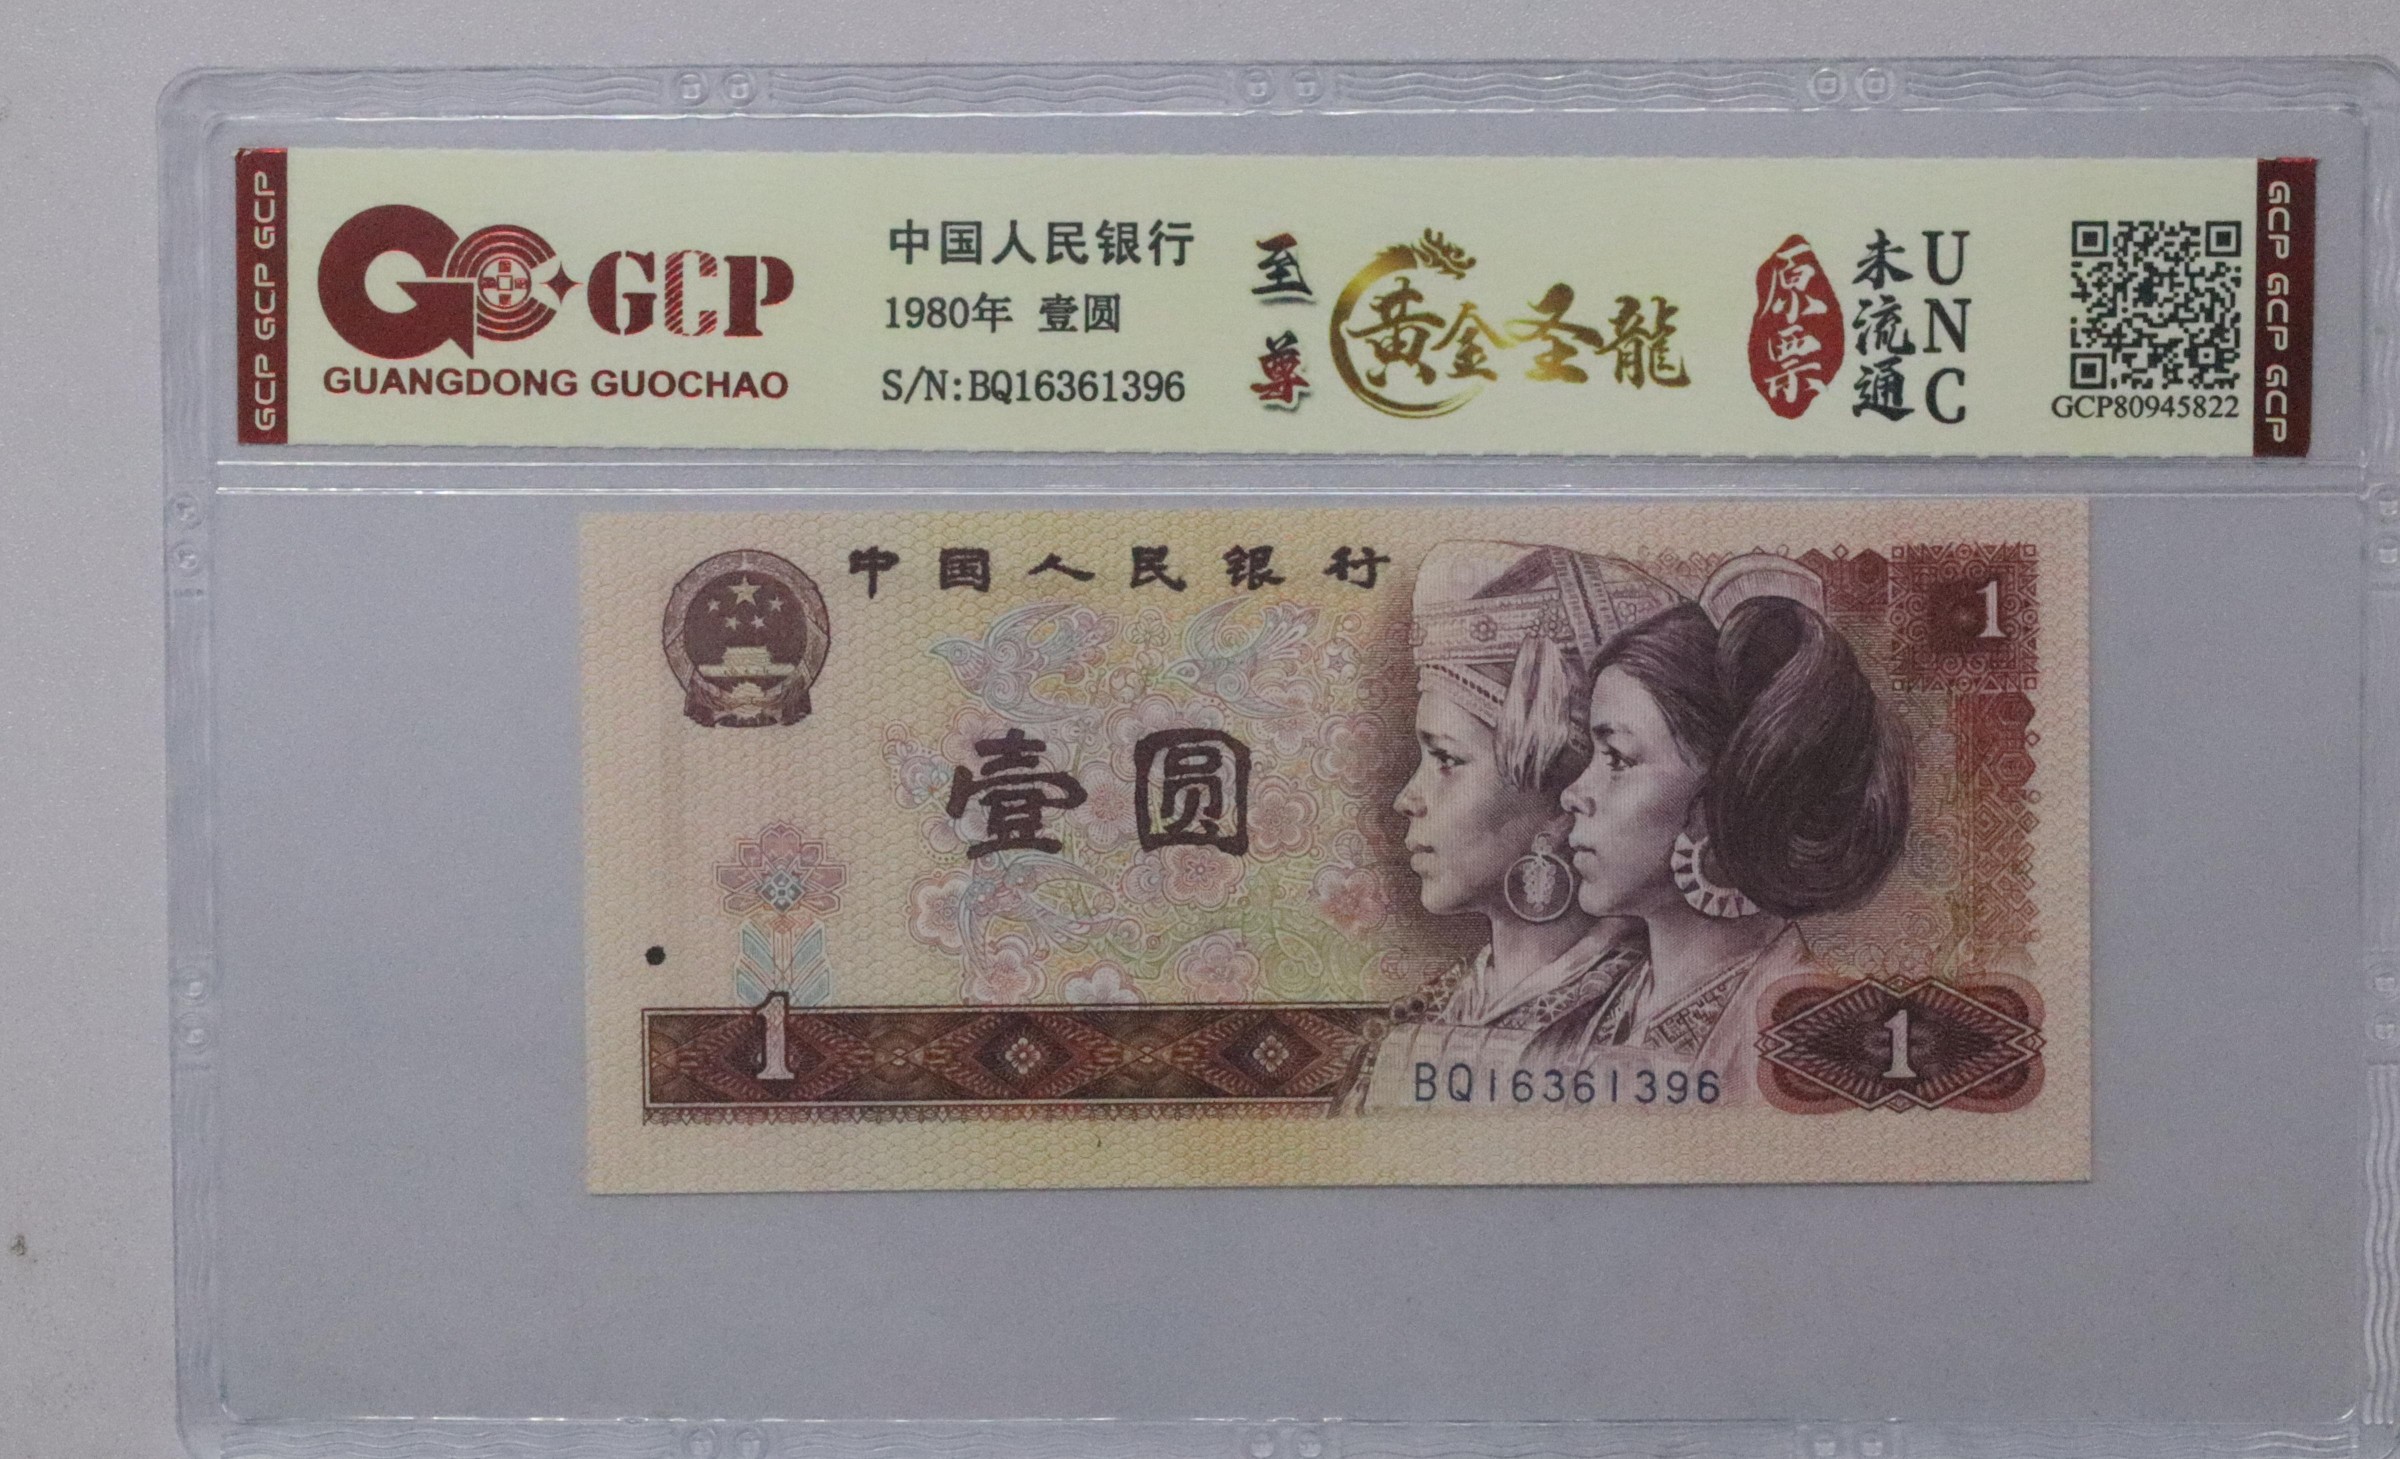 GCP GCP GCP
GCP
GUANGDONG GUOCHAO
中国人民银行
1980年 壹圆
S/N:BQ16361396
至尊
黄金圣龍
原票
未流通
UNC
GCP80945822
GCP GCP GCP
中国人民银行
1
壹圆
1
1
BQ16361396